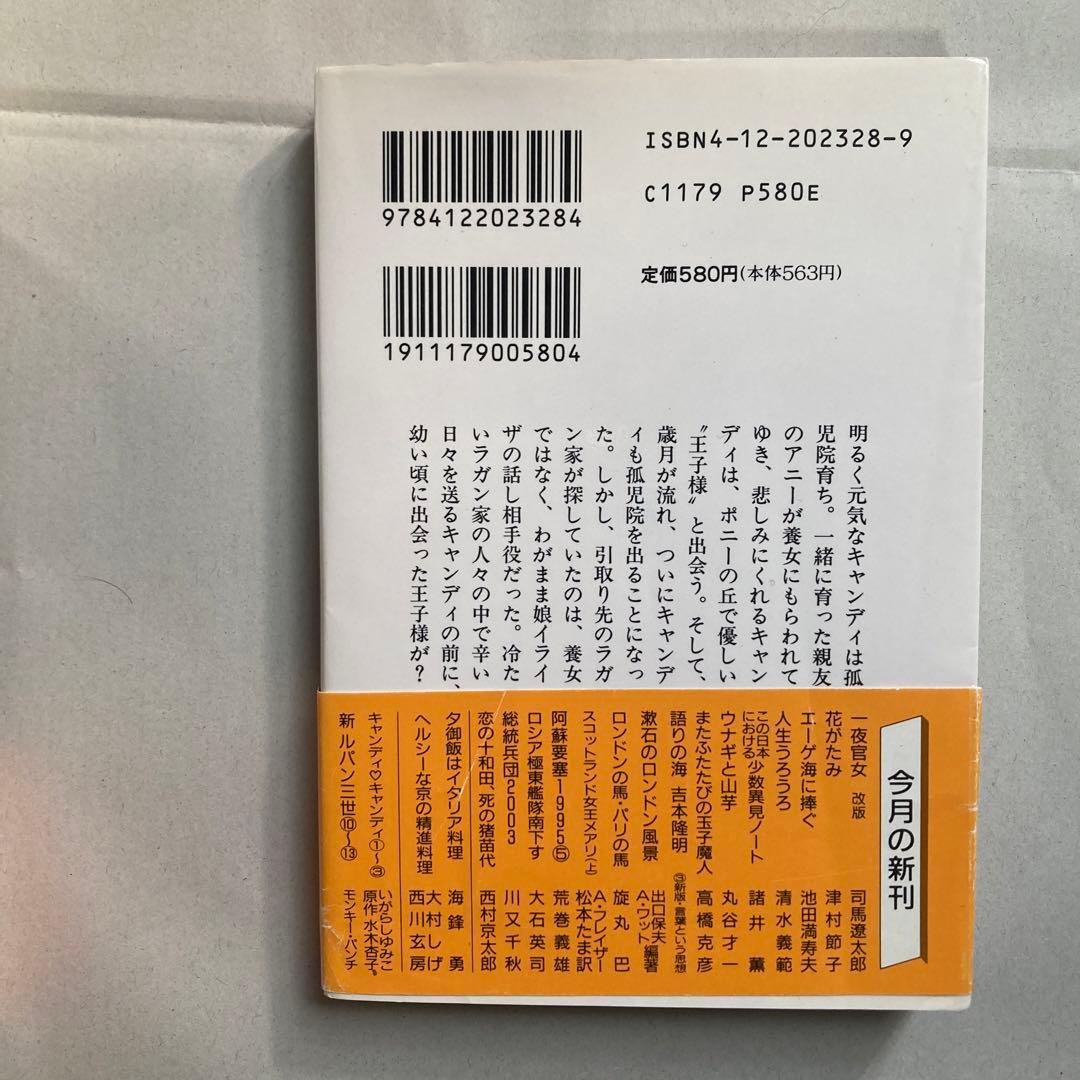 ISBN4-12-202328-9
C1179 P580E
9784122023284
定価580円(本体563円)
1911179005804
明るく元気なキャンディは孤
児院育ち。一緒に育った親友
のアニーが養女にもらわれて
ゆき、悲しみにくれるキャン
ディは、ポニーの丘で優しい
〝王子様〟と出会う。そして、
歳月が流れ、ついにキャンデ
ィも孤児院を出ることになっ
た。しかし、引取り先のラガ
ン家が探していたのは、養女
ではなく、わがまま娘イライ
ザの話し相手役だった。冷た
いラガン家の人々の中で辛い
日々を送るキャンディの前に、
幼い頃に出会った王子様が?
今月の新刊
一夜官女 改版 司馬遼太郎
花がたみ 津村節子
エーゲ海に捧ぐ 池田満寿夫
人生うろうろ 清水義範
この日本における少数異見ノート 諸井薫
ウナギと山芋 丸谷才一
またふたたびの玉子魔人 高橋克彦
語りの海 吉本隆明 ③新版・言葉という思想
漱石のロンドン風景 出口保夫 A・ワット 編著
ロンドンの馬・パリの馬 旋丸巴
スコットランド女王メアリ(上) A・フレイザー 松本たま訳
阿蘇要塞1995⑤ 荒巻義雄
ロシア極東艦隊南下す 大石英司
総統兵団2003 川又千秋
恋の十和田、死の猪苗代 西村京太郎
夕御飯はイタリア料理 海鋒勇
ヘルシーな京の精進料理 大村しげ 西川玄房
キャンディ♡キャンディ①〜③ いがらしゆみこ 原作 水木杏子
新ルパン三世⑩〜⑬ モンキー・パンチ